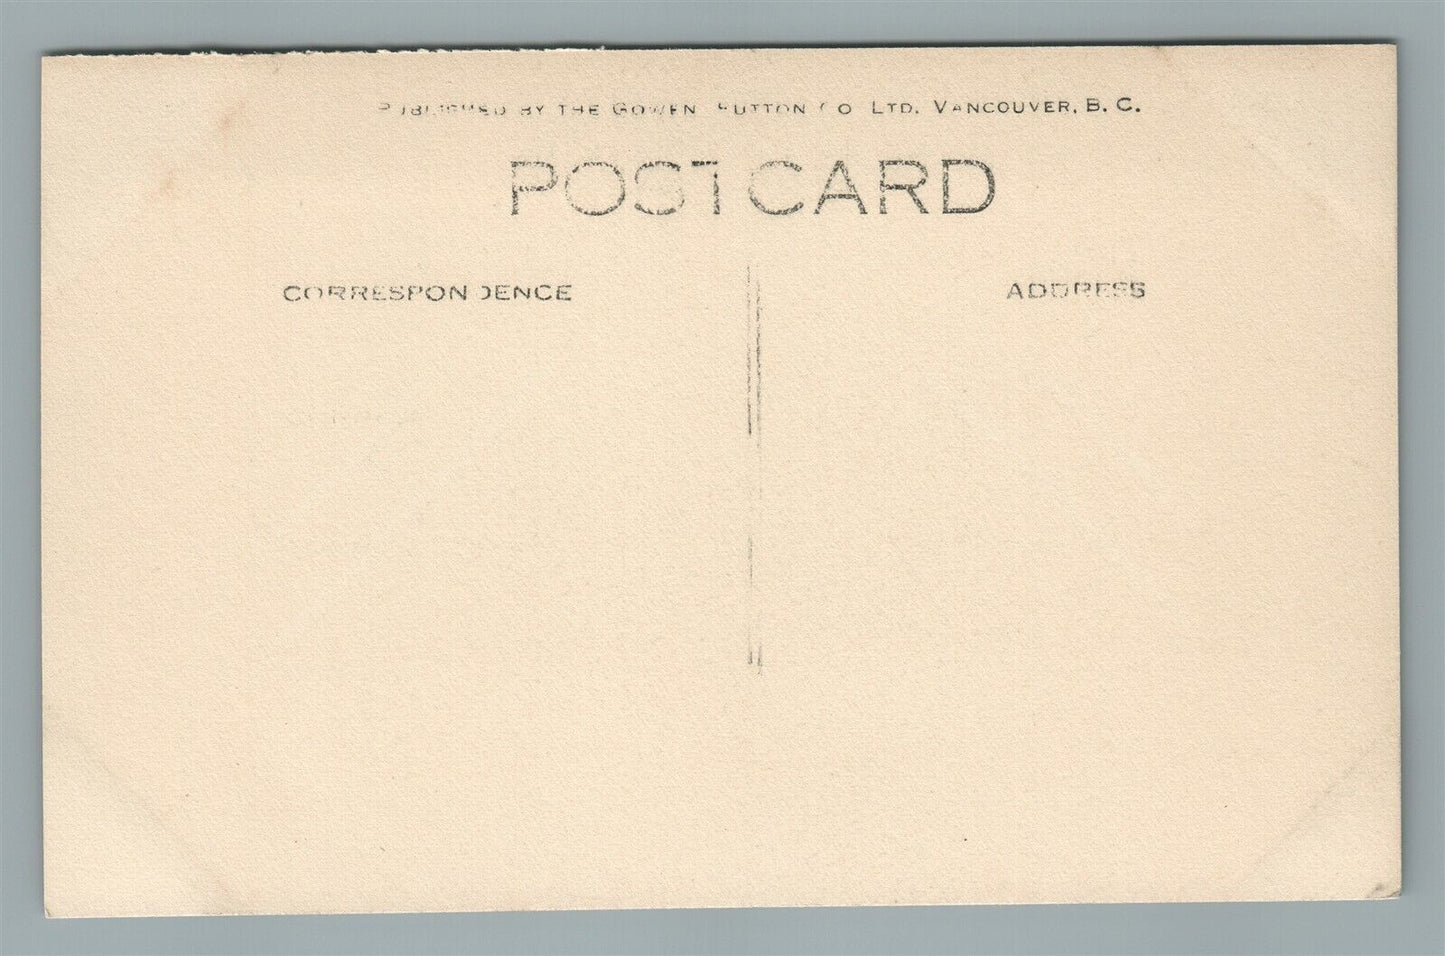 PUBLISHED BY THE GOWEN SUTTON CO LTD. VANCOUVER, B. C.
POST CARD
CORRESPONDENCE
ADDRESS